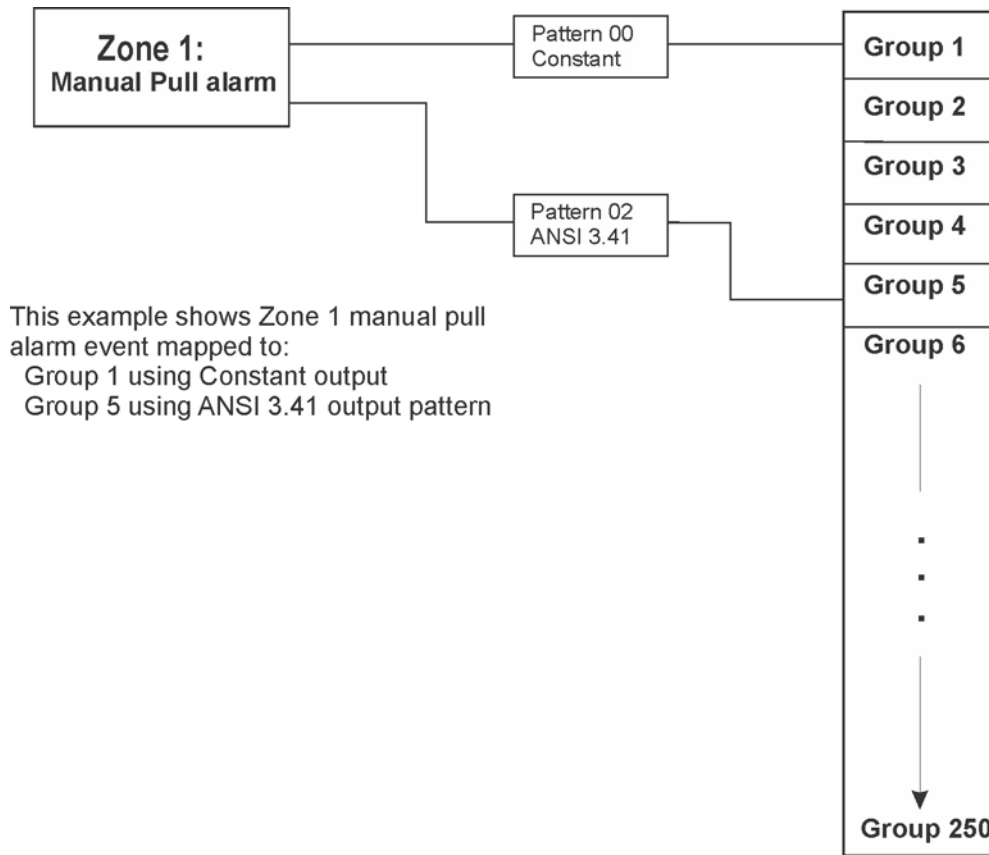 Zone 1:
Manual Pull alarm
Pattern 00
Constant
Pattern 02
ANSI 3.41
This example shows Zone 1 manual pull
alarm event mapped to:
Group 1 using Constant output
Group 5 using ANSI 3.41 output pattern
Group 1
Group 2
Group 3
Group 4
Group 5
Group 6
Group 250